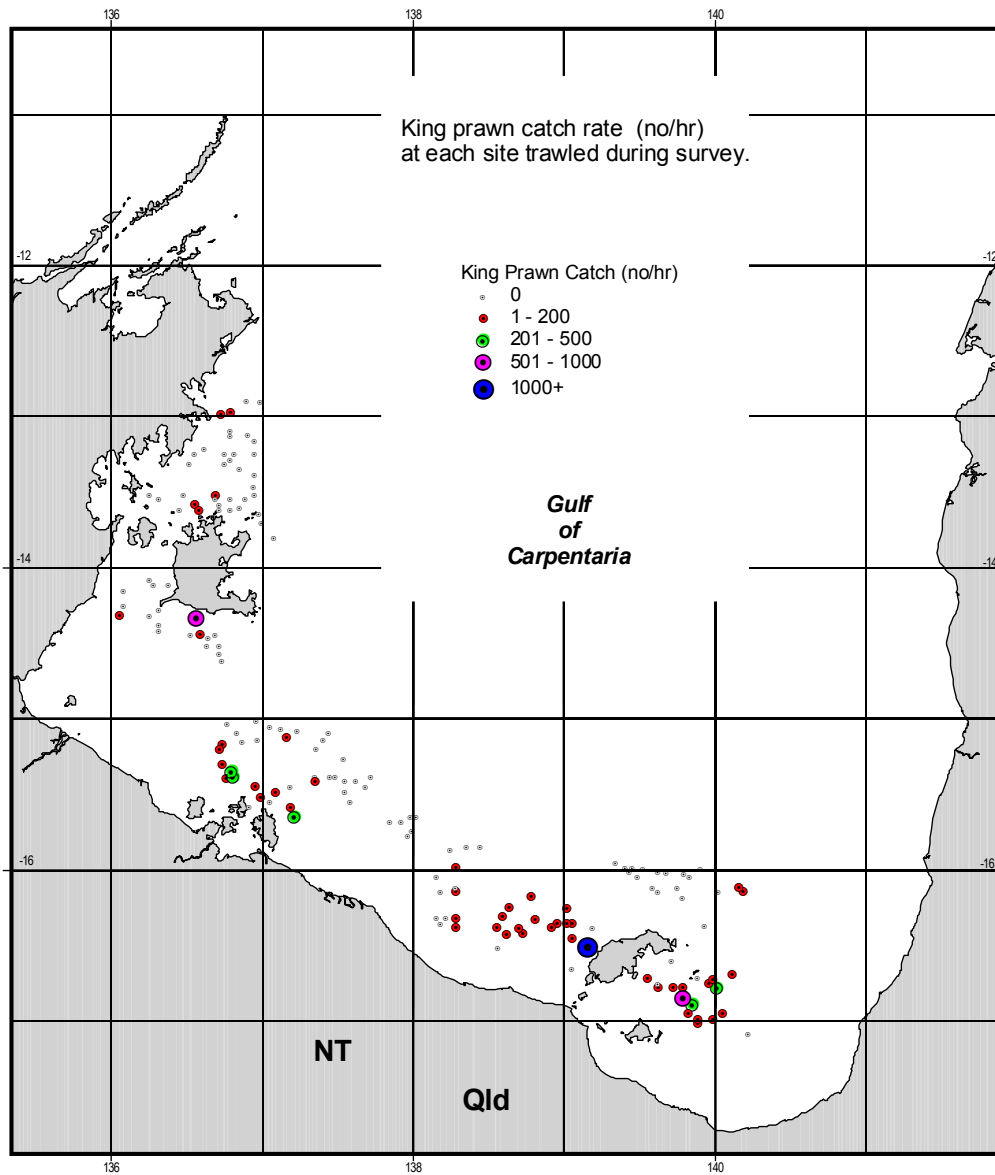 136 138 140
King prawn catch rate (no/hr)
at each site trawled during survey.
-12 -12
King Prawn Catch (no/hr)
0
1 - 200
201 - 500
501 - 1000
1000+
Gulf
of
Carpentaria
-14 -14
-16 -16
NT
Qld
136 138 140